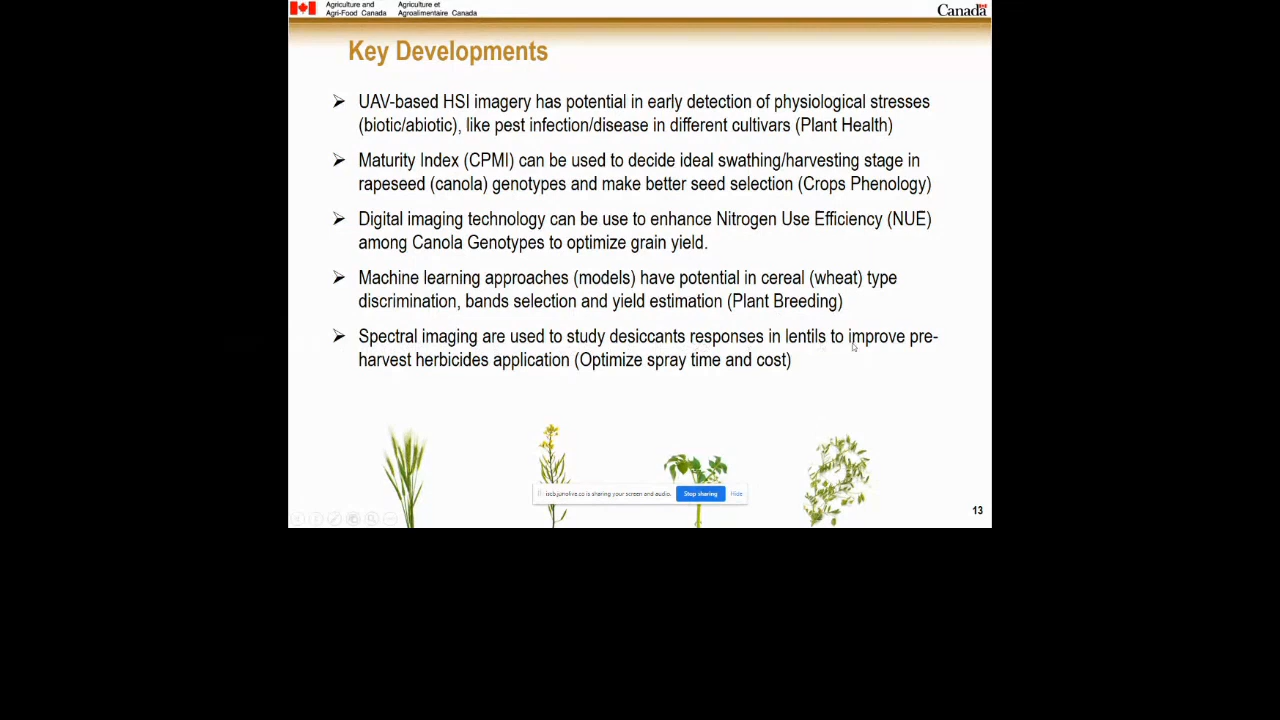 Agriculture and
Agri-Food Canada
Agriculture et
Agroalimentaire Canada
Canada
Key Developments
UAV-based HSI imagery has potential in early detection of physiological stresses
(biotic/abiotic), like pest infection/disease in different cultivars (Plant Health)
Maturity Index (CPMI) can be used to decide ideal swathing/harvesting stage in
rapeseed (canola) genotypes and make better seed selection (Crops Phenology)
Digital imaging technology can be use to enhance Nitrogen Use Efficiency (NUE)
among Canola Genotypes to optimize grain yield.
Machine learning approaches (models) have potential in cereal (wheat) type
discrimination, bands selection and yield estimation (Plant Breeding)
Spectral imaging are used to study desiccants responses in lentils to improve pre-
harvest herbicides application (Optimize spray time and cost)
is sharing your screen and audio.
Stop sharing
Hide
13